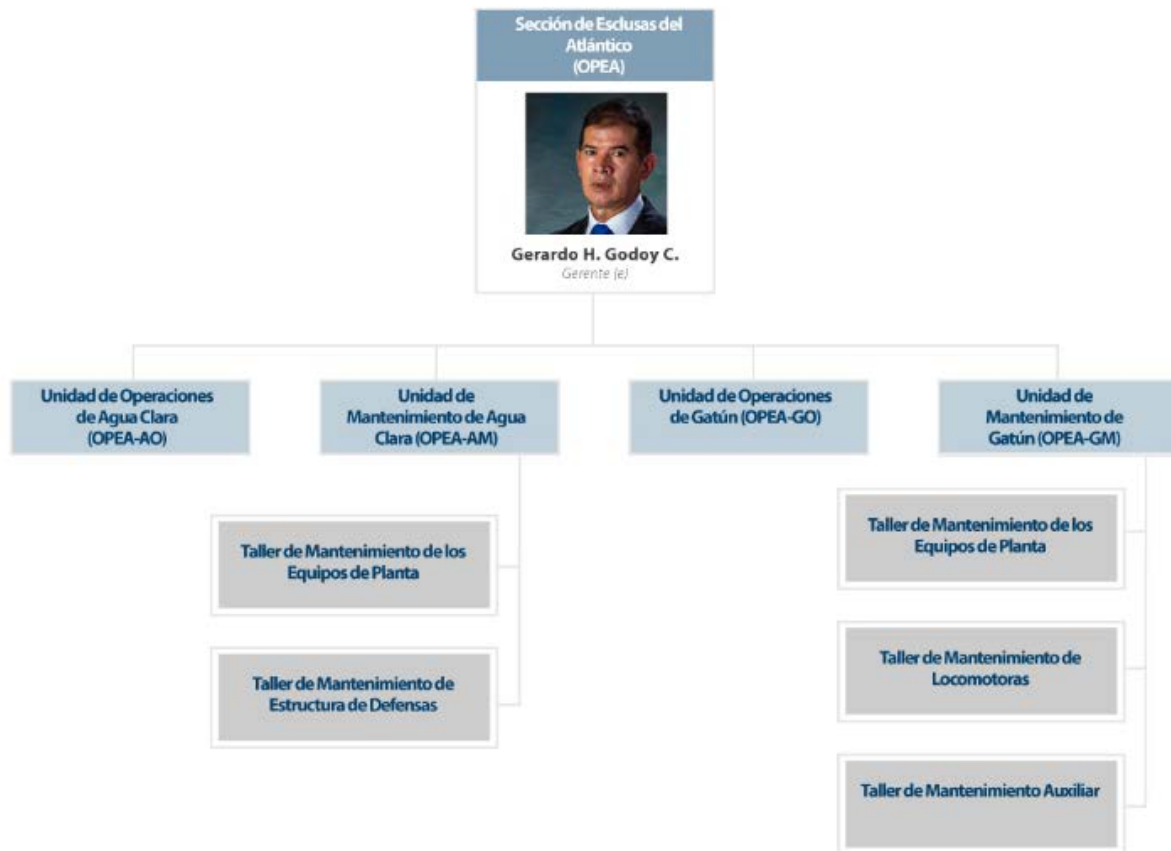 Sección de Esclusas del
Atlántico
(OPEA)
Gerardo H. Godoy C.
Gerente (e)
Unidad de Operaciones
de Agua Clara
(OPEA-AO)
Unidad de
Mantenimiento de Agua
Clara (OPEA-AM)
Unidad de Operaciones
de Gatún (OPEA-GO)
Unidad de
Mantenimiento de
Gatún (OPEA-GM)
Taller de Mantenimiento de los
Equipos de Planta
Taller de Mantenimiento de
Estructura de Defensas
Taller de Mantenimiento de los
Equipos de Planta
Taller de Mantenimiento de
Locomotoras
Taller de Mantenimiento Auxiliar